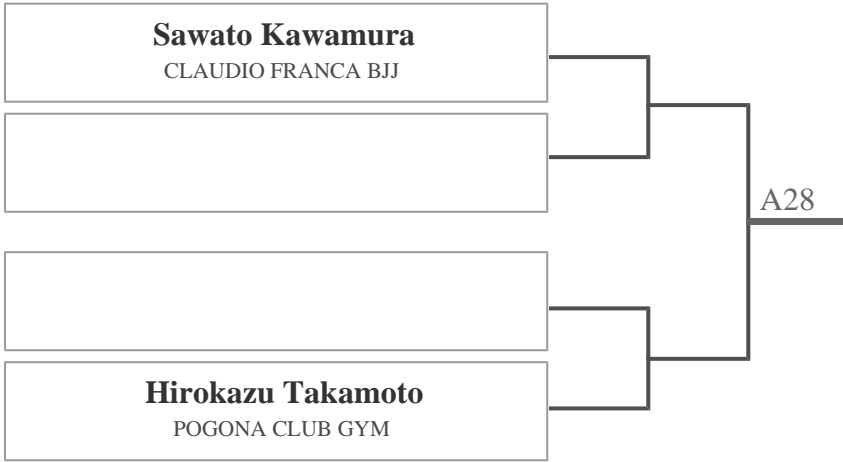 Sawato Kawamura
CLAUDIO FRANCA BJJ
A28
Hirokazu Takamoto
POGONA CLUB GYM